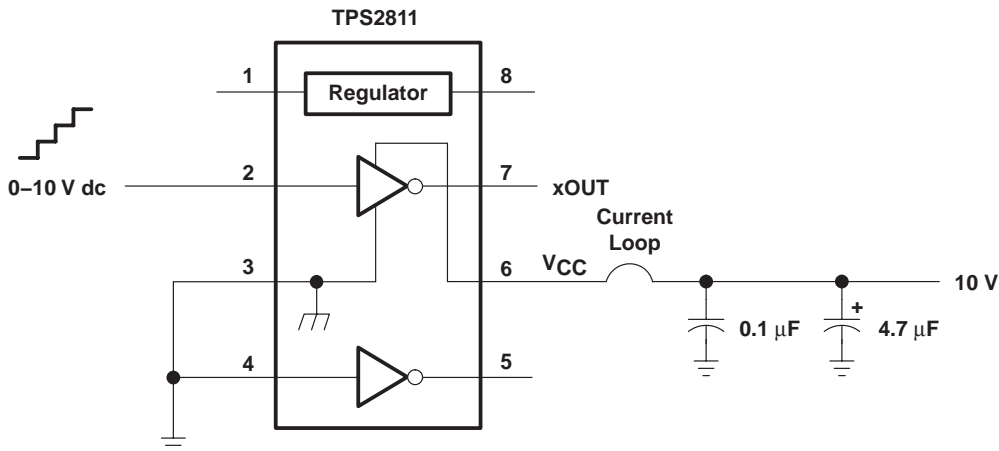 TPS2811
1
8
Regulator
0–10 V dc
2
7
xOUT
Current
Loop
3
6
VCC
10 V
0.1 μF
+
4.7 μF
4
5